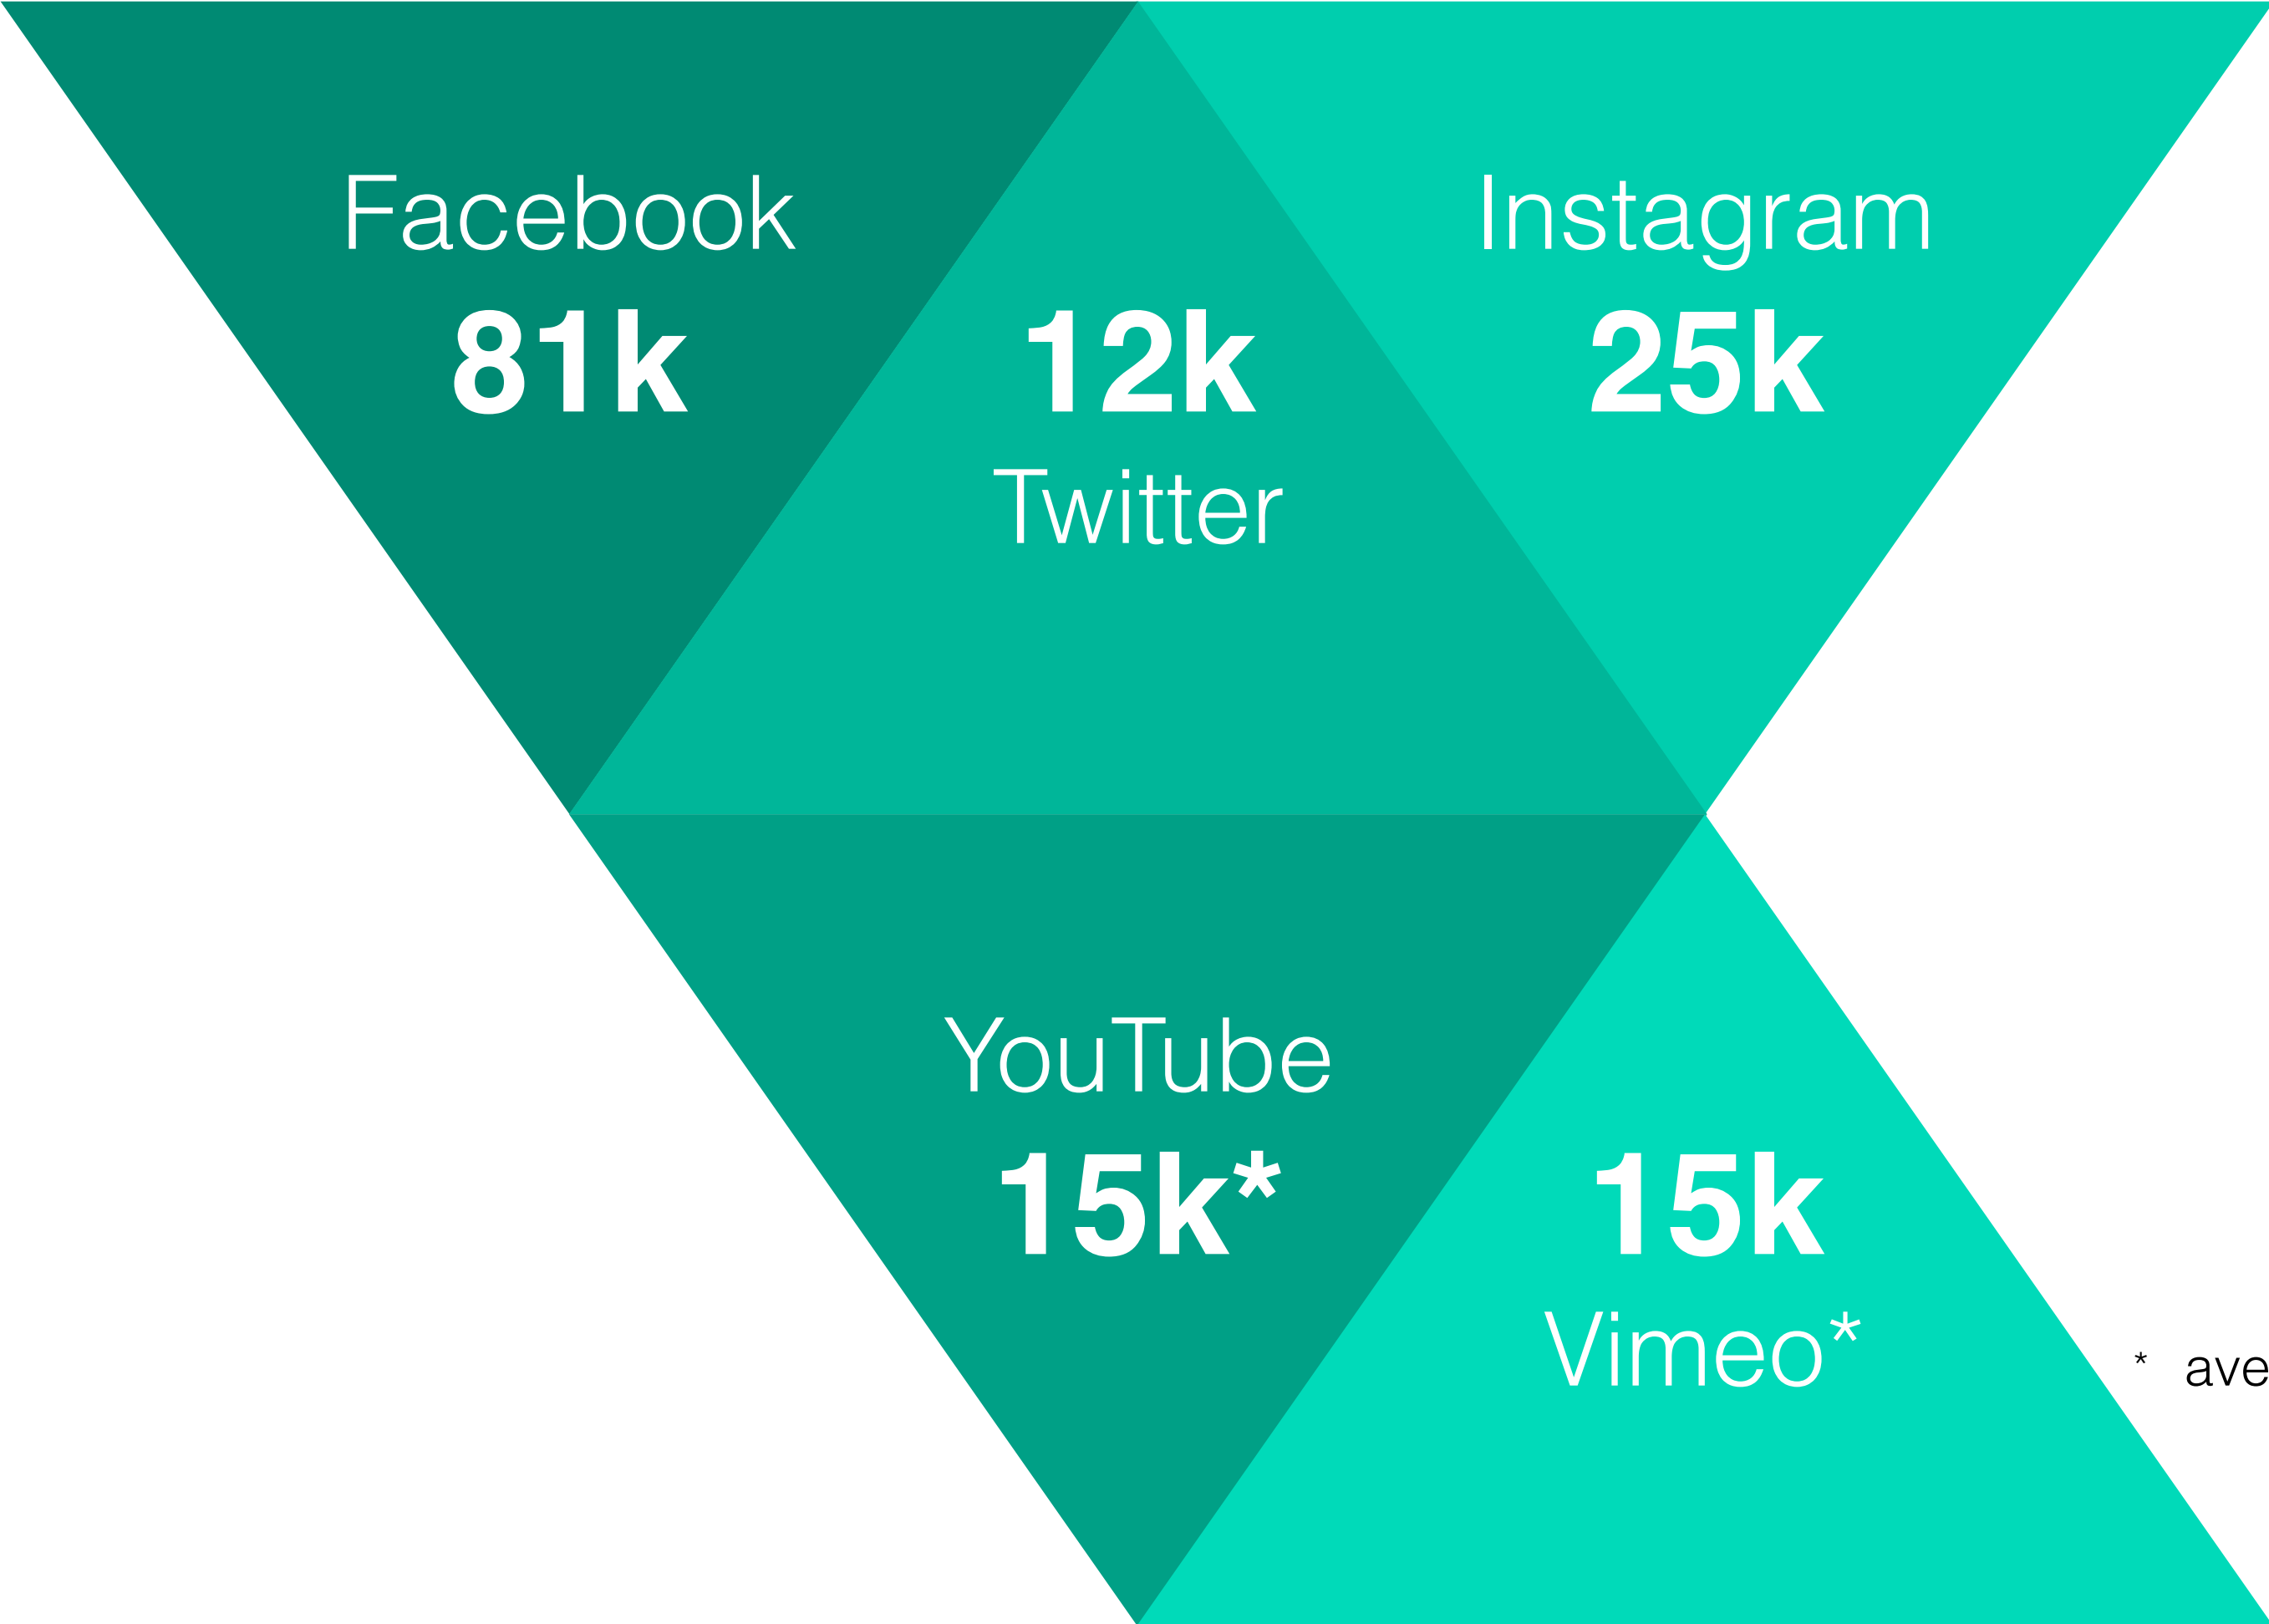 Facebook
81k
12k
Twitter
Instagram
25k
YouTube
15k*
15k
Vimeo*
* ave